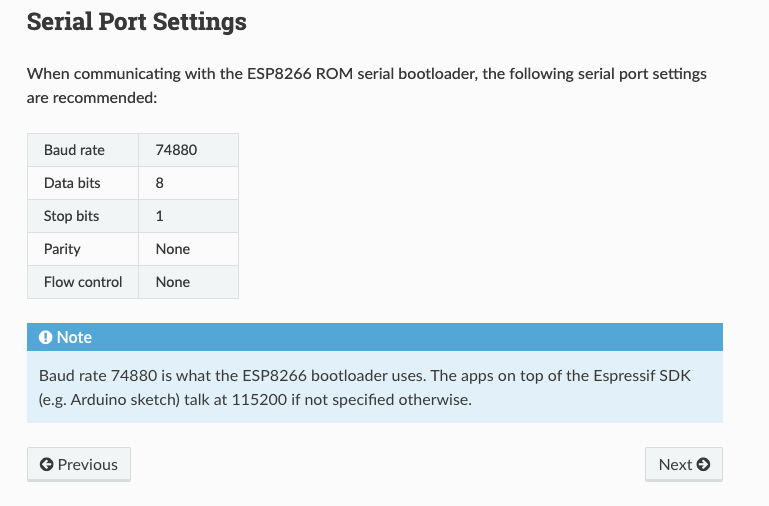 Serial Port Settings
When communicating with the ESP8266 ROM serial bootloader, the following serial port settings
are recommended:
Baud rate 74880
Data bits 8
Stop bits 1
Parity None
Flow control None
Note
Baud rate 74880 is what the ESP8266 bootloader uses. The apps on top of the Espressif SDK
(e.g. Arduino sketch) talk at 115200 if not specified otherwise.
Previous Next